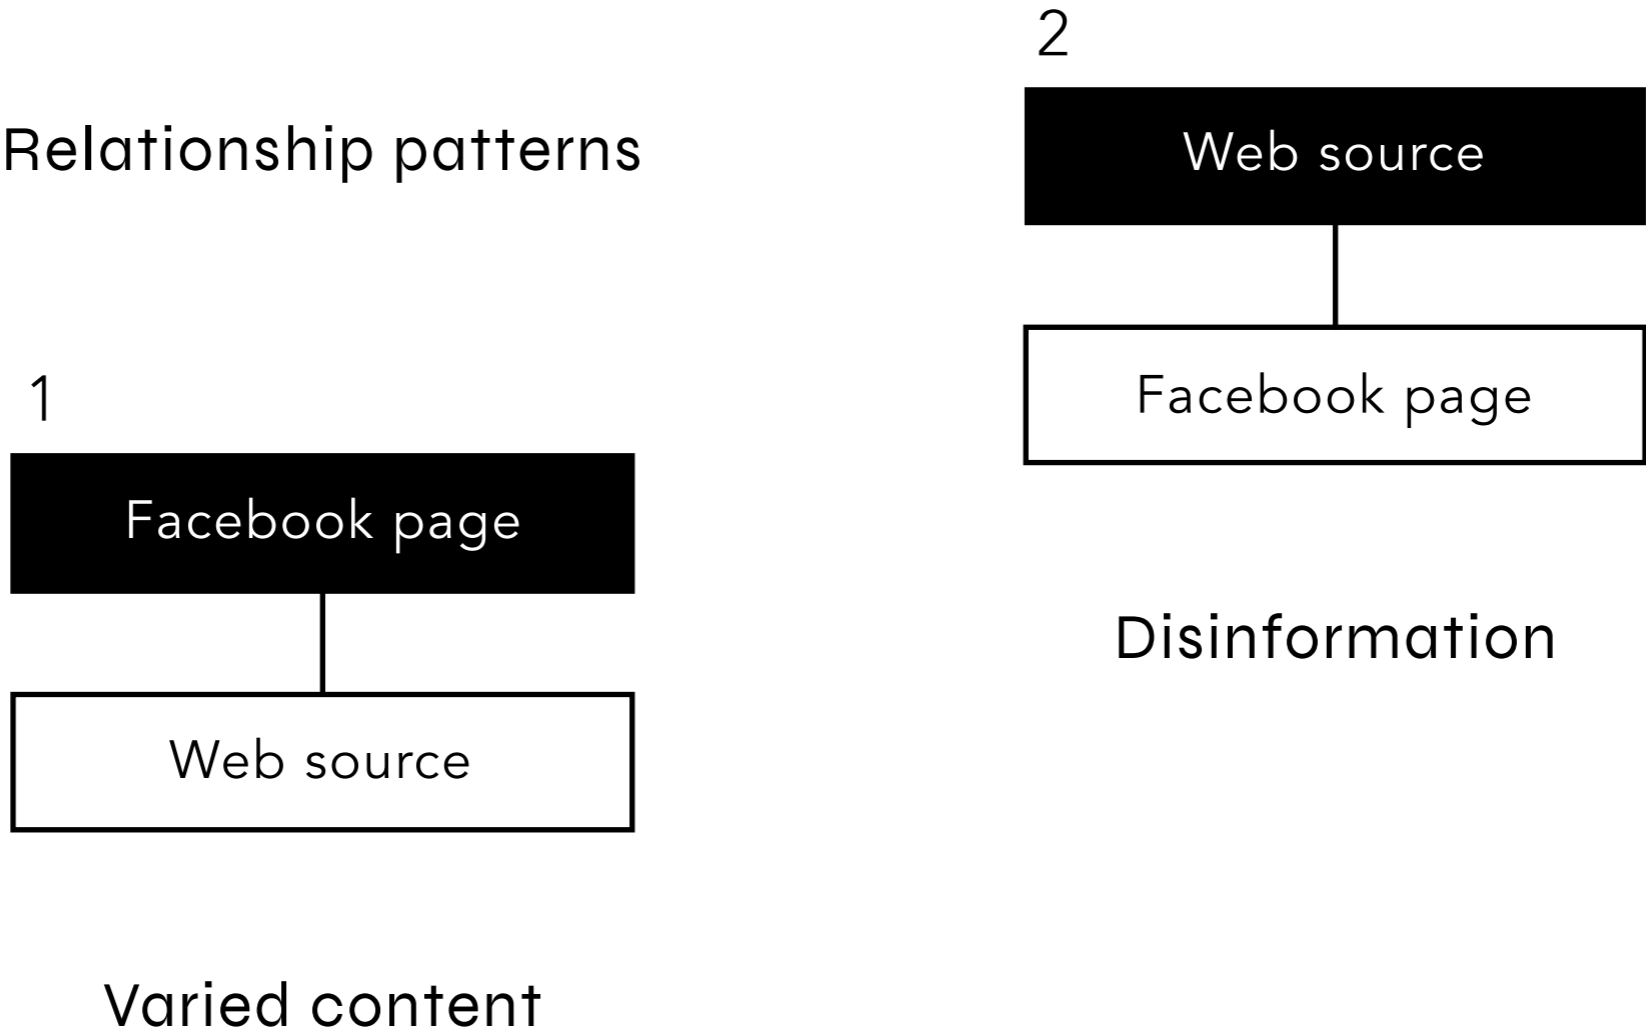 Relationship patterns
1
Facebook page
Web source
Varied content
2
Web source
Facebook page
Disinformation